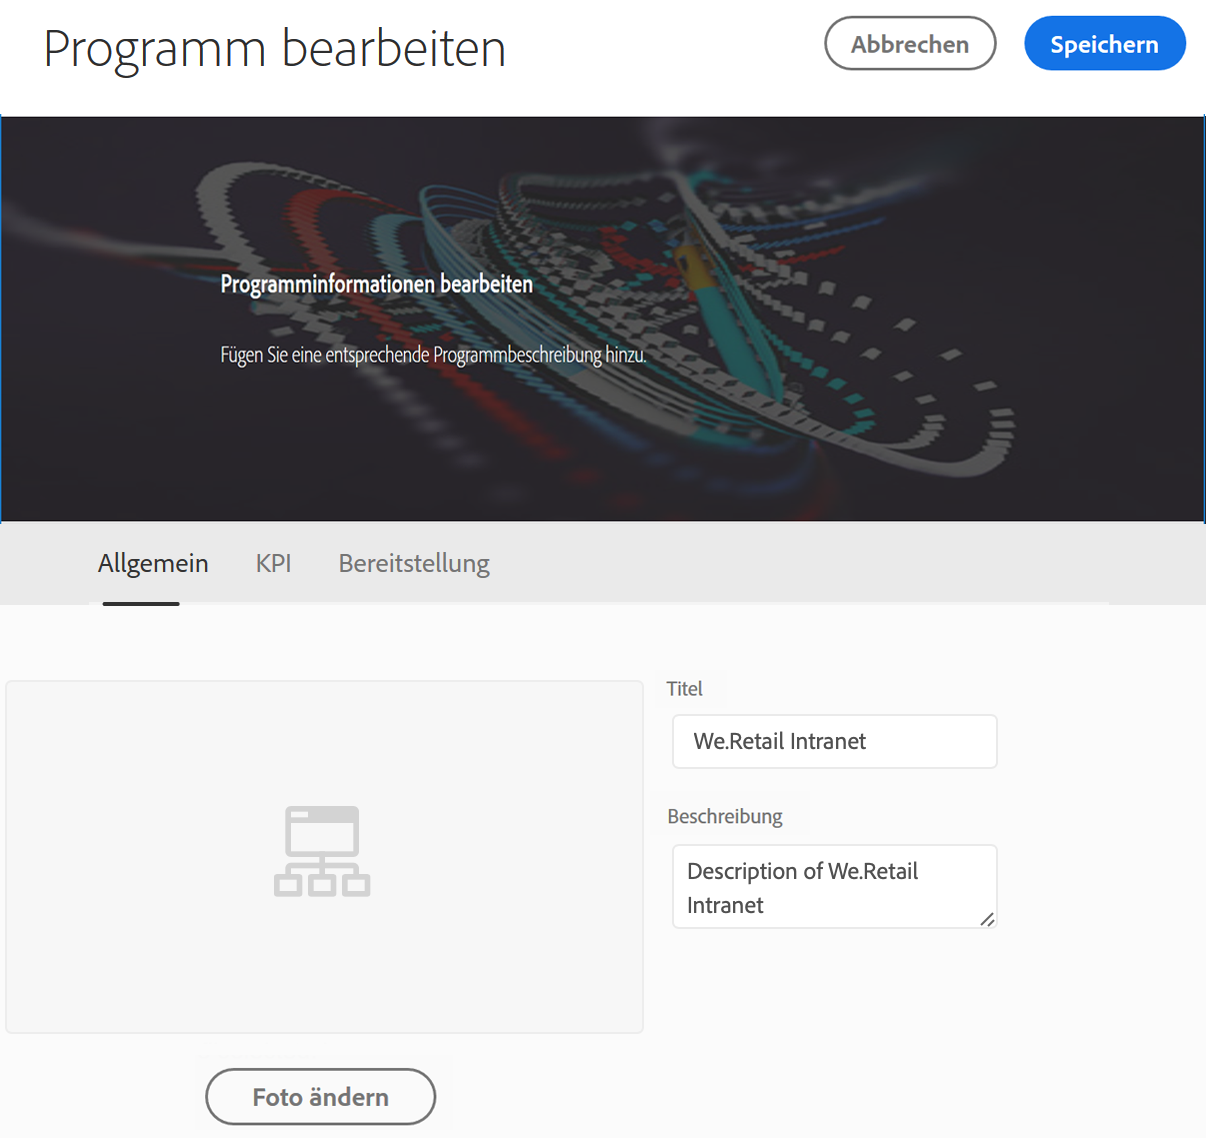 Programm bearbeiten
Abbrechen
Speichern
Programminformationen bearbeiten
Fügen Sie eine entsprechende Programmbeschreibung hinzu.
Allgemein
KPI
Bereitstellung
Titel
We.Retail Intranet
Beschreibung
Description of We.Retail
Intranet
Foto ändern